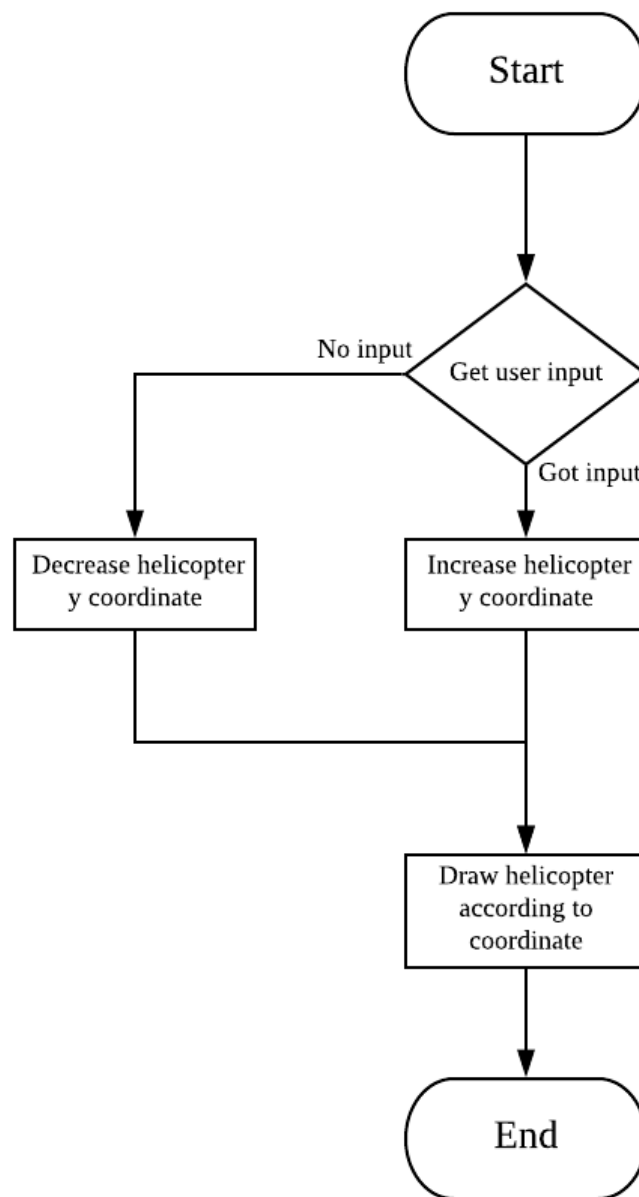 Start
No input
Get user input
Got input
Decrease helicopter
y coordinate
Increase helicopter
y coordinate
Draw helicopter
according to
coordinate
End